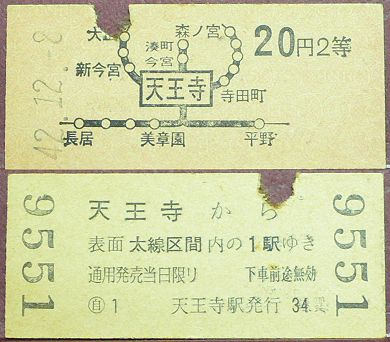 42.12.-8
大
森ノ宮
湊町
今宮
新今宮
天王寺
寺田町
20円2等
長居
美章園
平野
9551
天王寺から
表面太線区間内の1駅ゆき
通用発売当日限り
下車前途無効
自 1
天王寺駅発行
34
9551